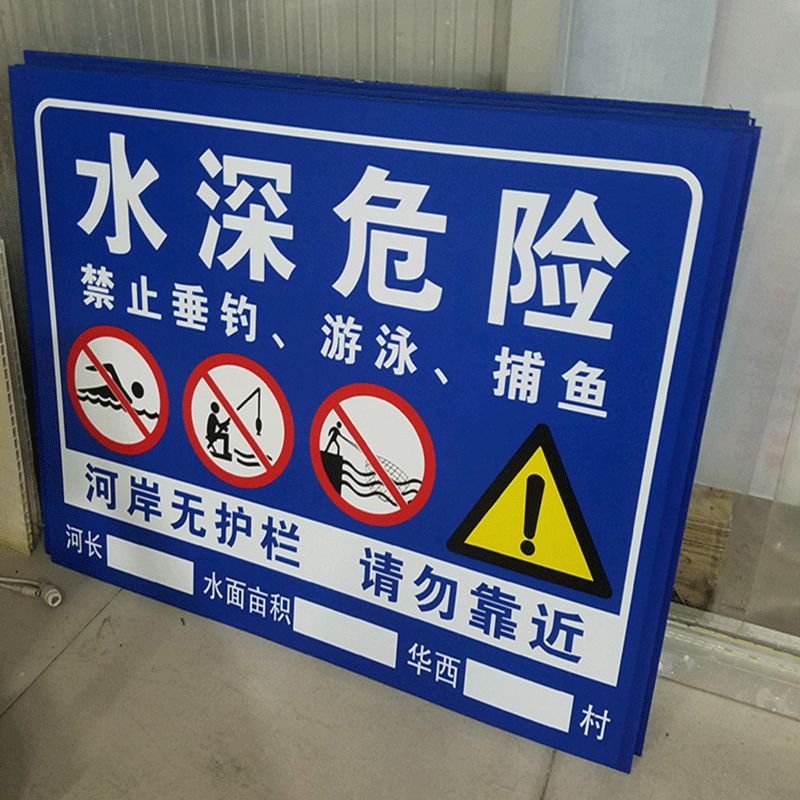 水深危险
禁止垂钓、游泳、捕鱼
河岸无护栏 请勿靠近
河长 水面亩积 华西 村